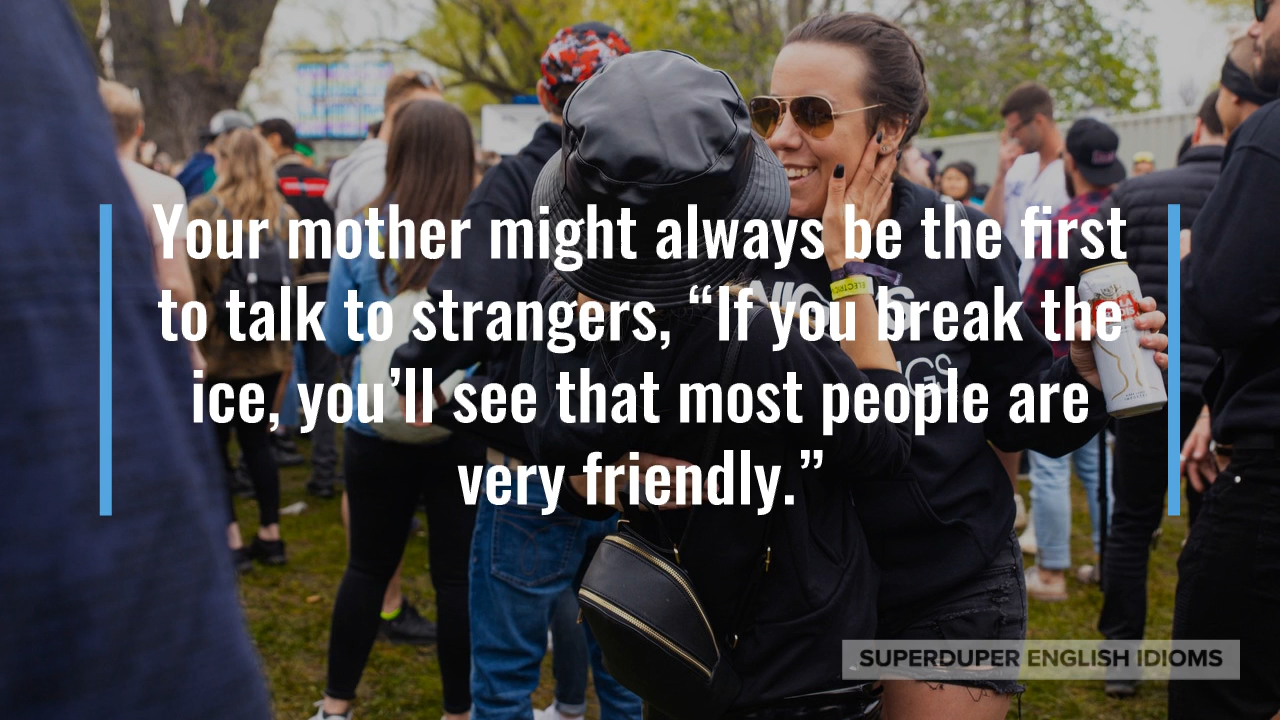 Your mother might always be the first
to talk to strangers, “If you break the
ice, you’ll see that most people are
very friendly.”
SUPERDUPER ENGLISH IDIOMS